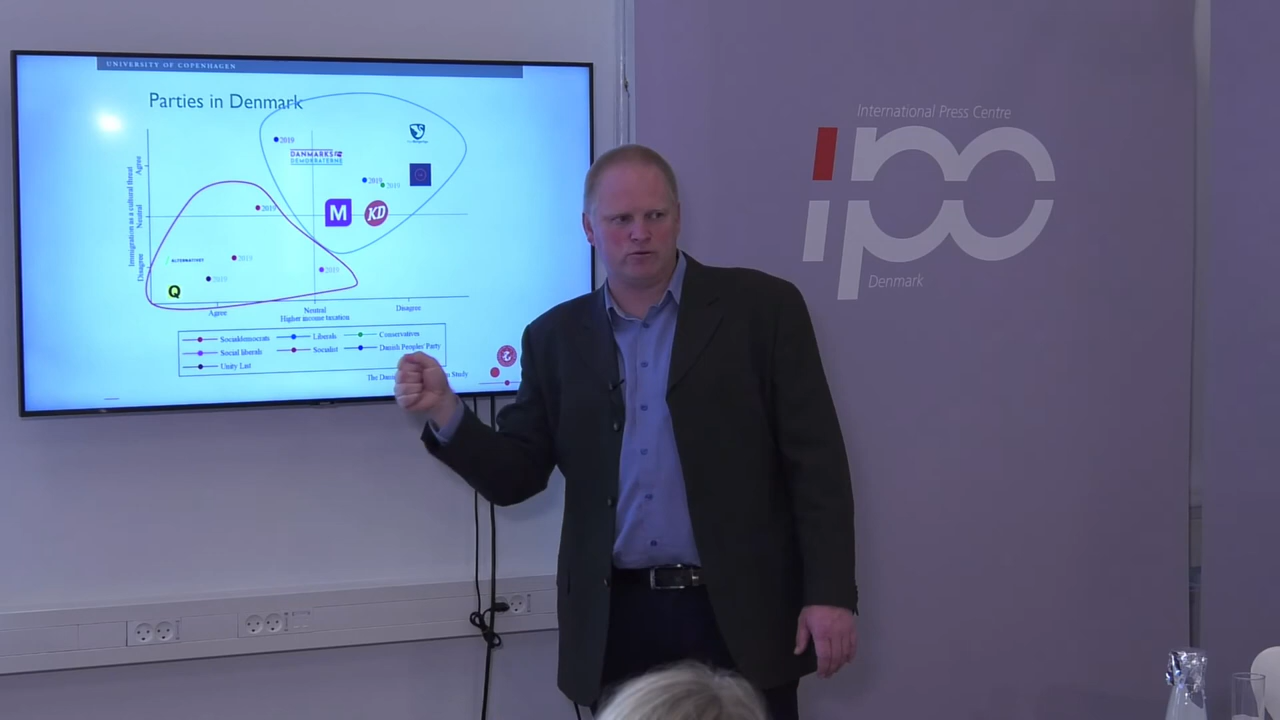 UNIVERSITY OF COPENHAGEN
Parties in Denmark
Immigration as a cultural threat
Agree
Neutral
Disagree
2019
DANMARKS
DEMOKRATERNE
2019
2019
M
KD
2019
ALTERNATIVET
2019
2019
2019
Q
Agree
Neutral
Disagree
Higher income taxation
Socialdemocrats
Liberals
Conservatives
Social liberals
Socialist
Danish Peoples' Party
Unity List
Study
International Press Centre
ipc
Denmark